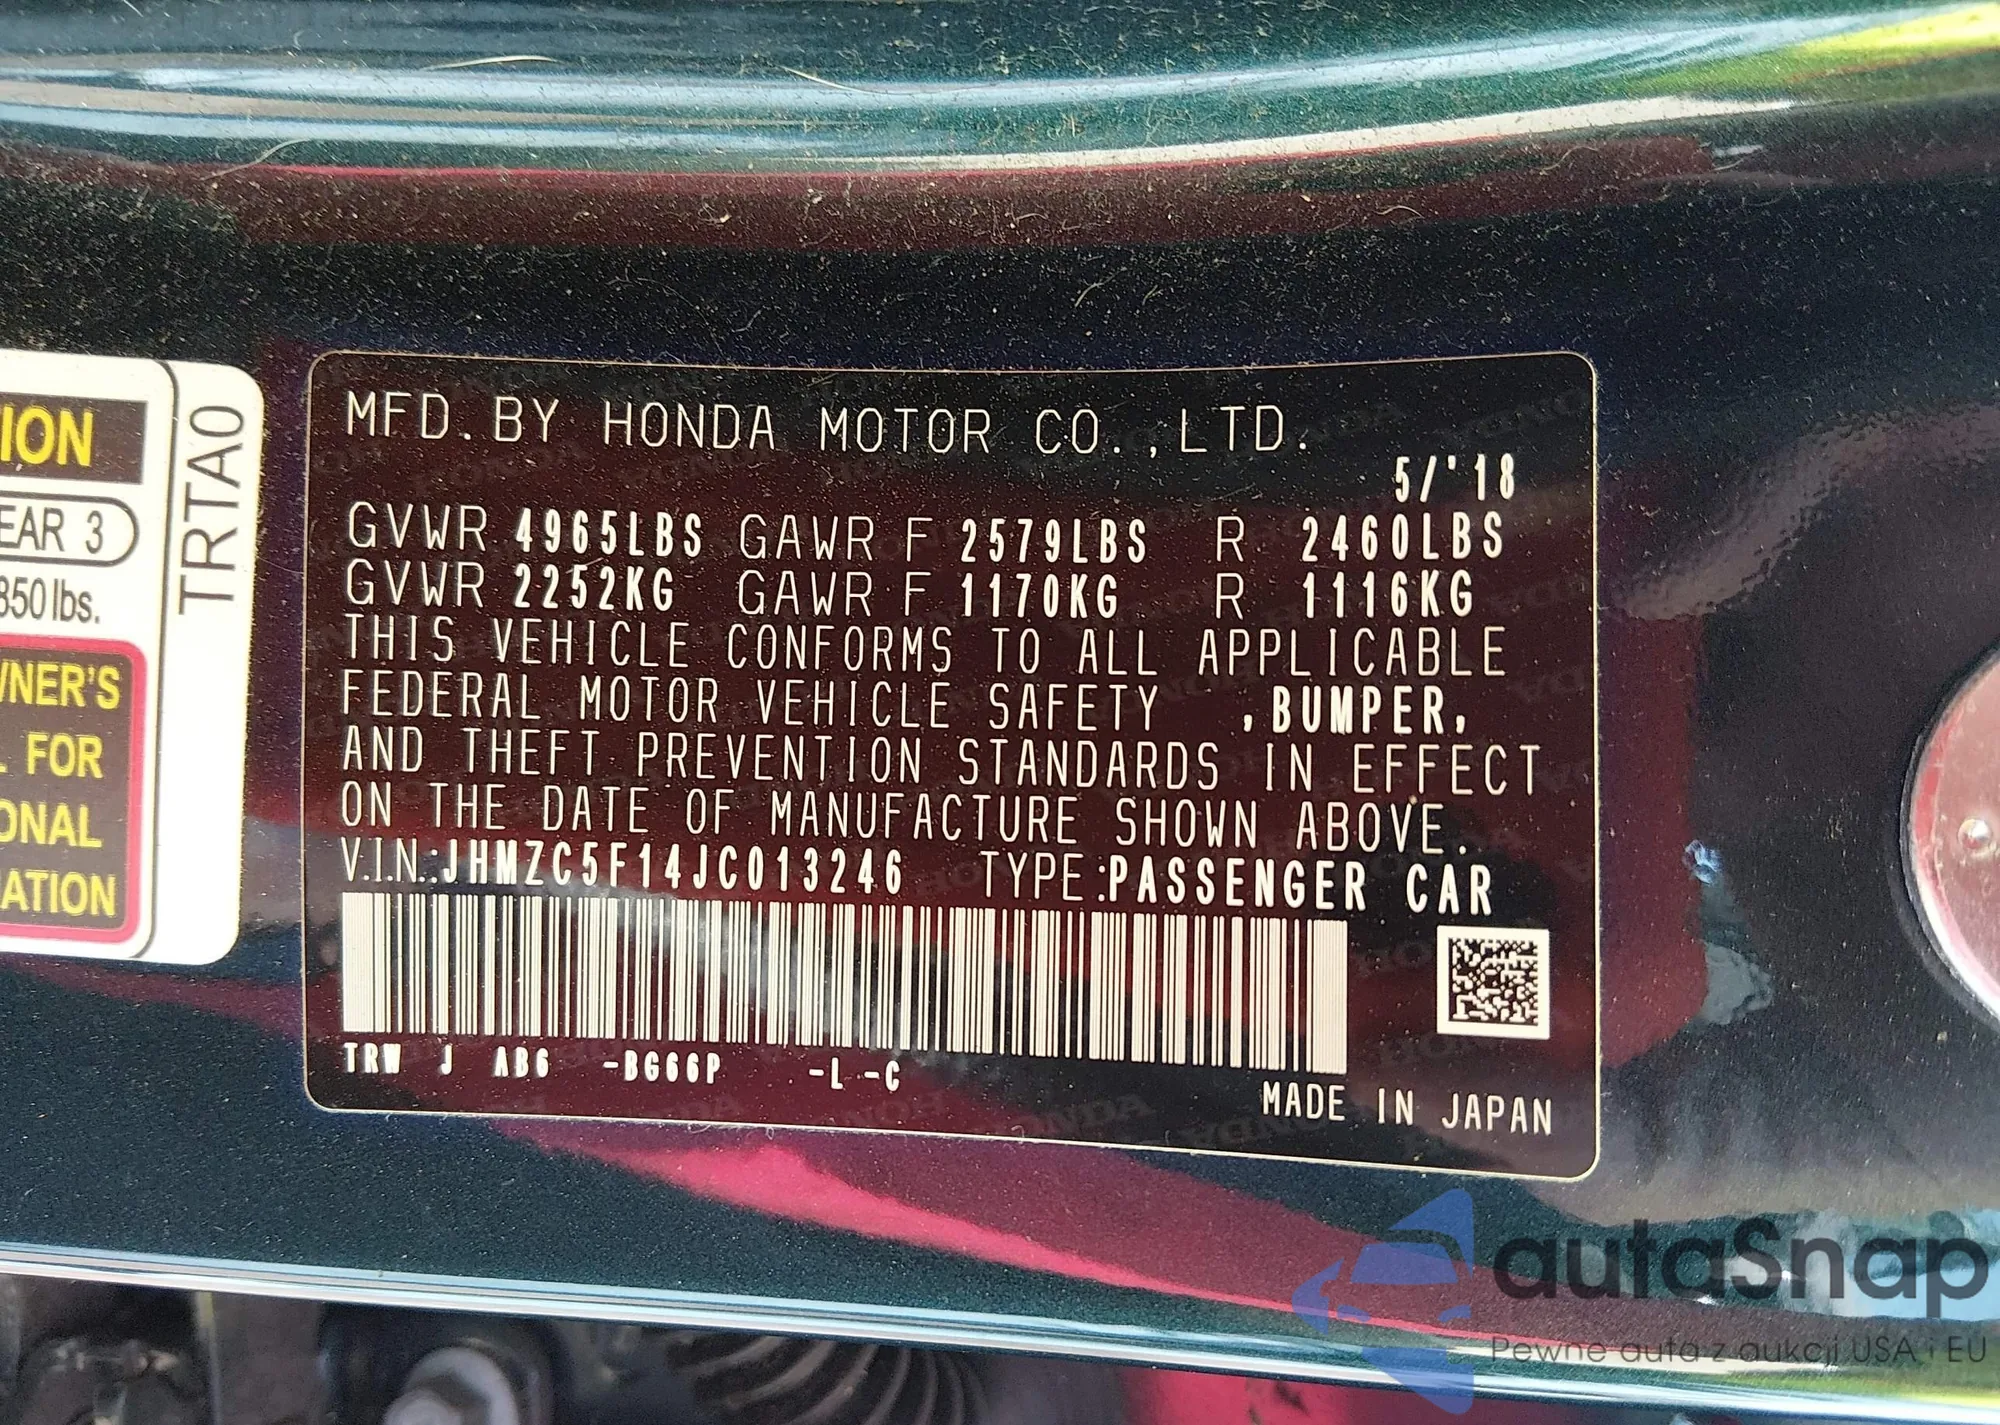 ION
EAR 3
850 lbs.
WNER'S
L FOR
ONAL
RATION
TRTA0
MFD. BY HONDA MOTOR CO.,LTD.
5/'18
GVWR 4965LBS GAWR F 2579LBS R 2460LBS
GVWR 2252KG GAWR F 1170KG R 1116KG
THIS VEHICLE CONFORMS TO ALL APPLICABLE
FEDERAL MOTOR VEHICLE SAFETY ,BUMPER,
AND THEFT PREVENTION STANDARDS IN EFFECT
ON THE DATE OF MANUFACTURE SHOWN ABOVE.
V.I.N.:JHMZC5F14JC013246 TYPE:PASSENGER CAR
TRW J AB6 -BG66P -L -C
MADE IN JAPAN
autaSnap
Pewne auta z aukcji USA i EU